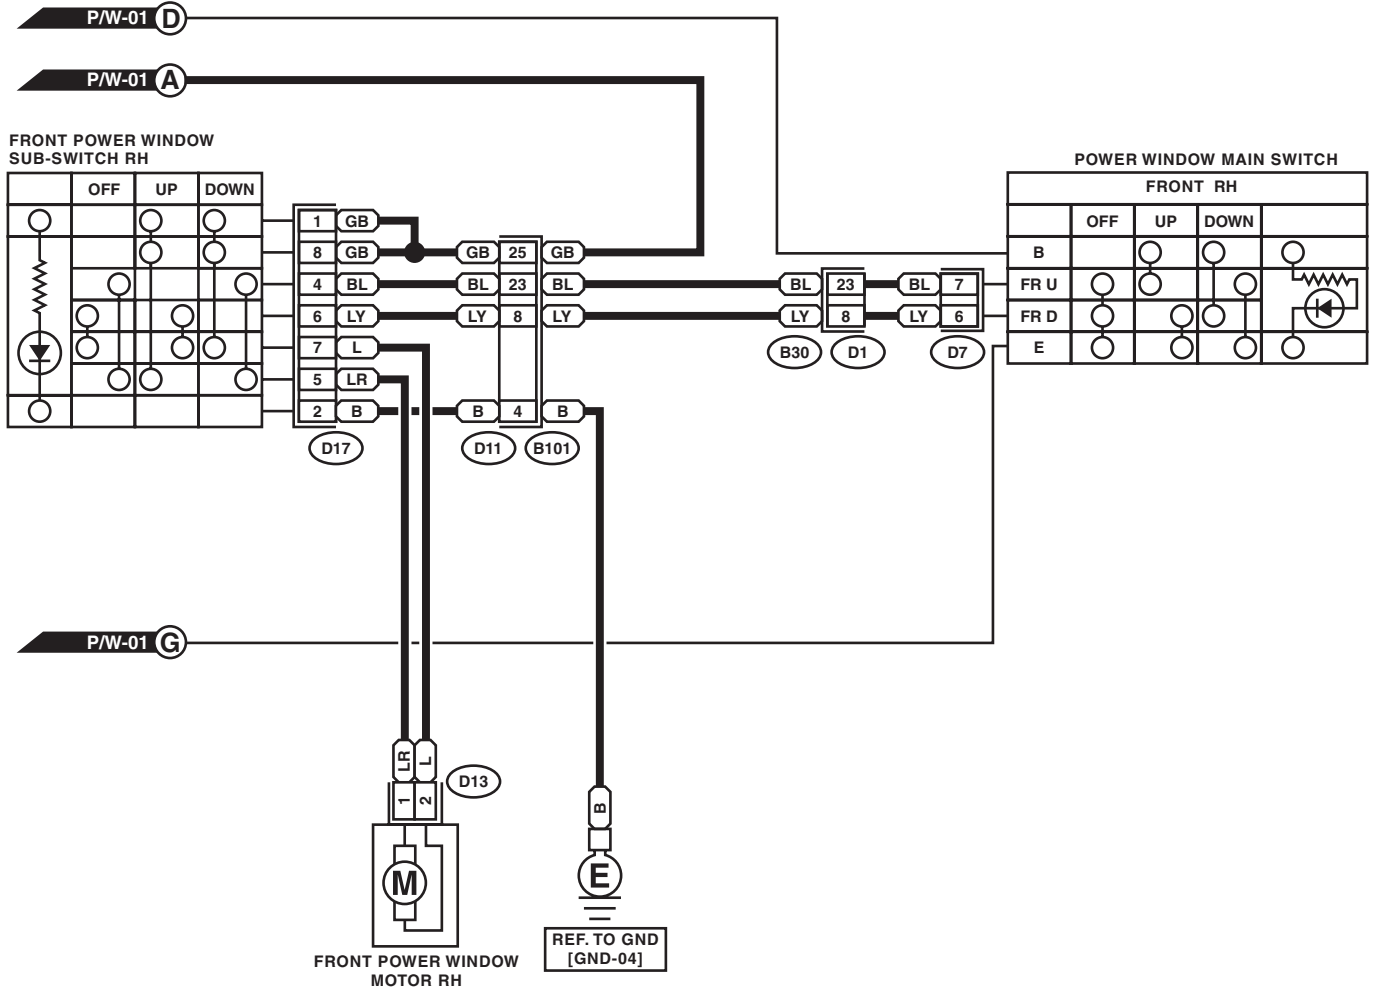 P/W-01 D
P/W-01 A
FRONT POWER WINDOW
SUB-SWITCH RH
OFF UP DOWN
POWER WINDOW MAIN SWITCH
FRONT RH
OFF UP DOWN
1 GB
8 GB GB 25 GB B
4 BL BL 23 BL BL 23 BL 7 FR U
6 LY LY 8 LY LY 8 LY 6 FR D
7 L E
B30 D1 D7
5 LR
2 B B 4 B
D17 D11 B101
P/W-01 G
LR L
D13
1 2
B
M
E
REF. TO GND
[GND-04]
FRONT POWER WINDOW
MOTOR RH